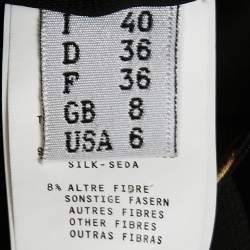 I 40
D 36
F 36
GB 8
USA 6
SILK-SEDA
8% ALTRE FIBRE
SONSTIGE FASERN
AUTRES FIBRES
OTHER FIBRES
OUTRAS FIBRAS